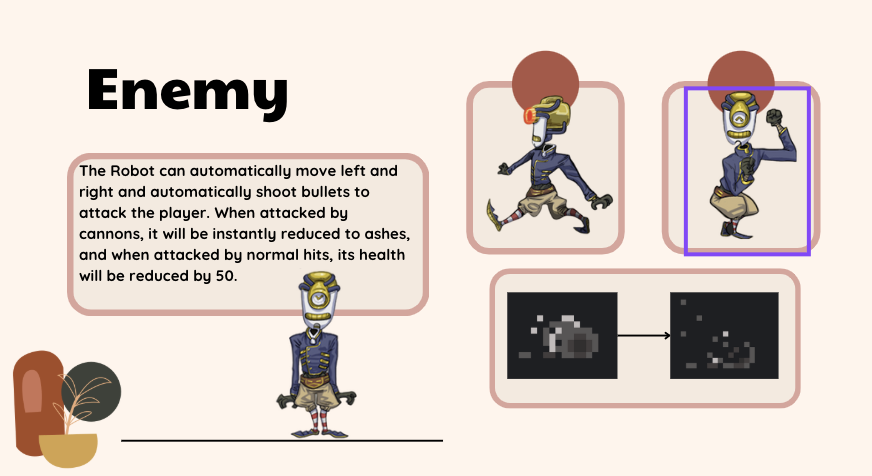 Enemy
The Robot can automatically move left and
right and automatically shoot bullets to
attack the player. When attacked by
cannons, it will be instantly reduced to ashes,
and when attacked by normal hits, its health
will be reduced by 50.